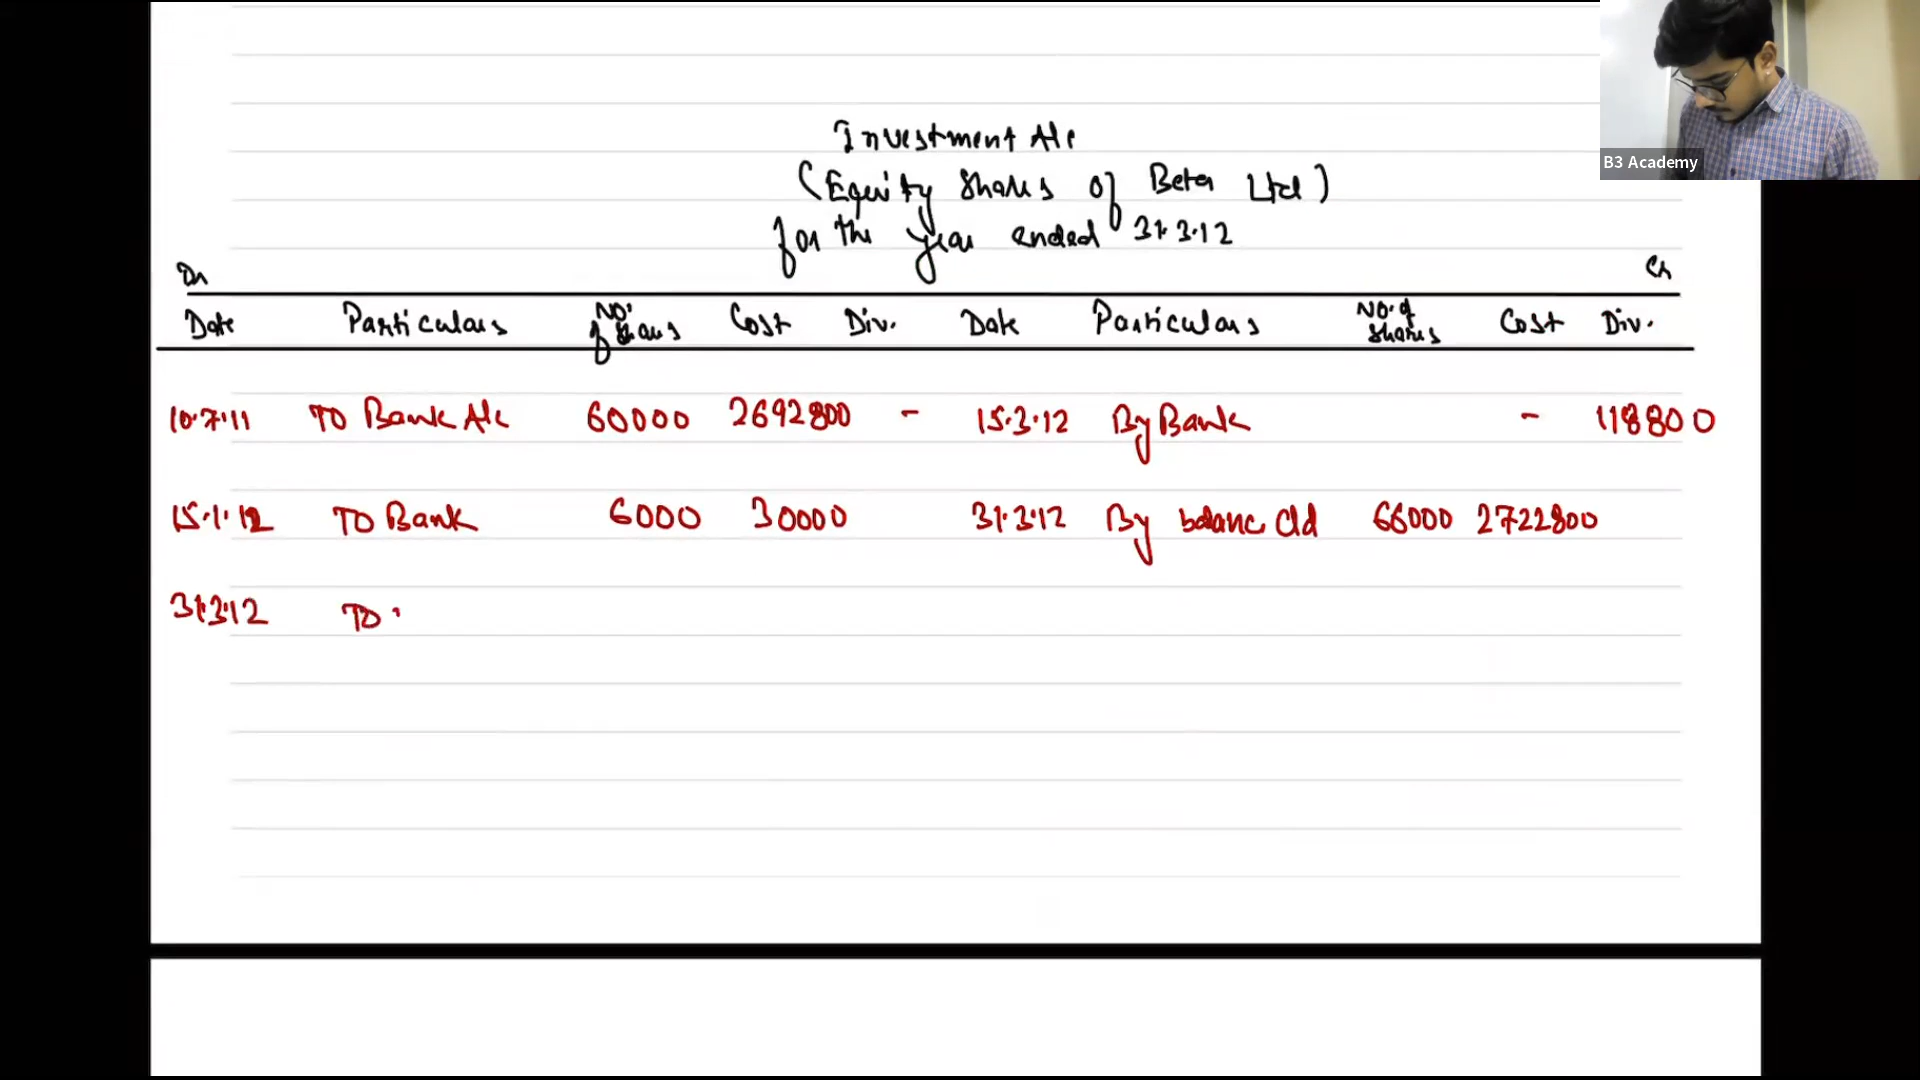 B3 Academy
Investment A/c
(Equity Shares of Beta Ltd)
for the year ended 31.3.12
Dr Cr
Date Particulars No. of Shares Cost Div. Date Particulars No. of Shares Cost Div.
10.7.11 TO Bank A/c 60000 2692800 - 15.3.12 By Bank - 118800
15.1.12 TO Bank 6000 30000 31.3.12 By balance C/d 66000 2722800
31.3.12 TO